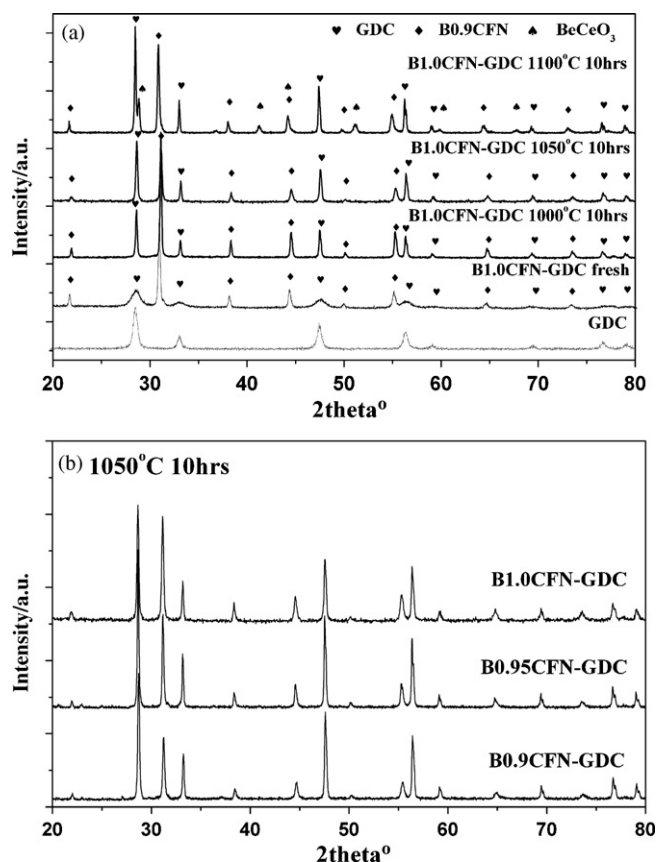 (a)
♥ GDC ♦ B0.9CFN ♠ BeCeO₃
B1.0CFN-GDC 1100°C 10hrs
B1.0CFN-GDC 1050°C 10hrs
B1.0CFN-GDC 1000°C 10hrs
B1.0CFN-GDC fresh
GDC
Intensity/a.u.
20 30 40 50 60 70 80
2theta°
(b) 1050°C 10hrs
B1.0CFN-GDC
B0.95CFN-GDC
B0.9CFN-GDC
Intensity/a.u.
20 30 40 50 60 70 80
2theta°